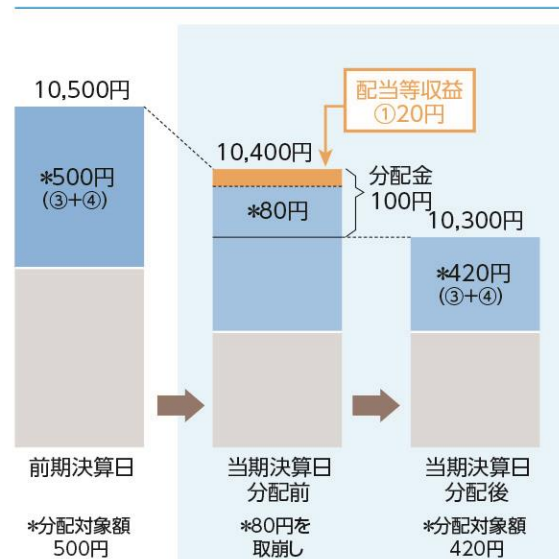 10,500円
配当等収益
①20円
10,400円
分配金
100円
*500円
(③+④)
*80円
10,300円
*420円
(③+④)
前期決算日
当期決算日
分配前
当期決算日
分配後
*分配対象額
500円
*80円を
取崩し
*分配対象額
420円